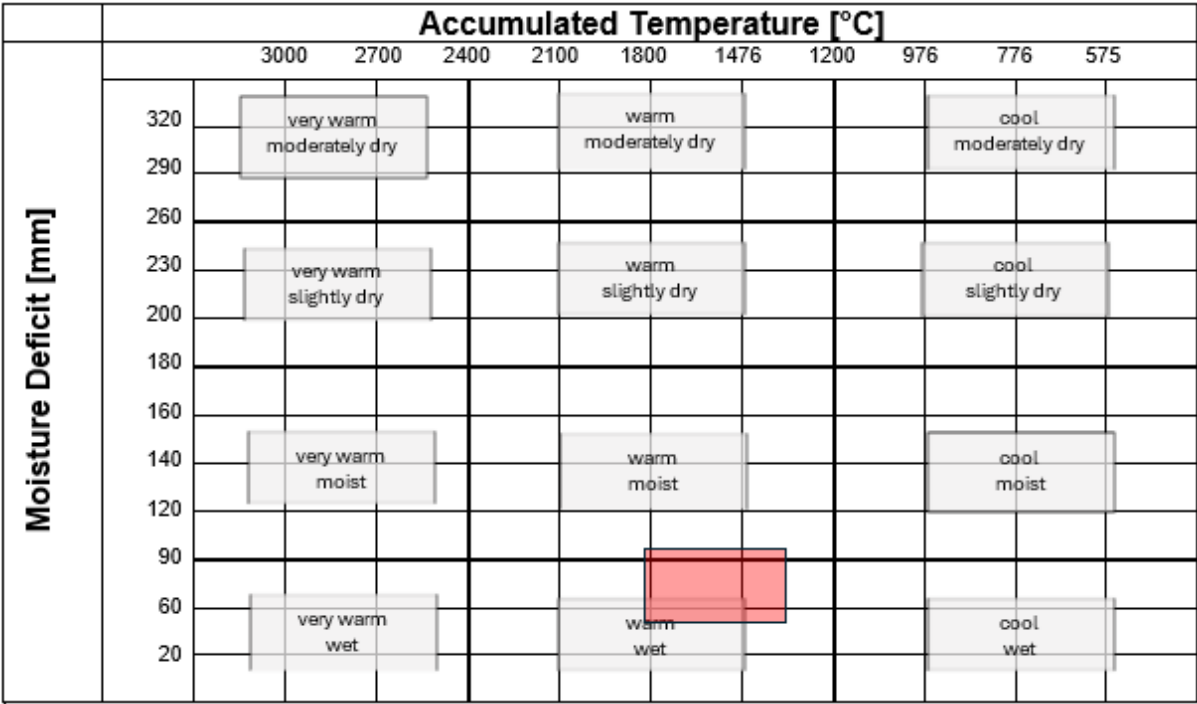 Accumulated Temperature [°C]
3000 2700 2400 2100 1800 1476 1200 976 776 575
Moisture Deficit [mm]
320
very warm
moderately dry
warm
moderately dry
cool
moderately dry
290
260
230
very warm
slightly dry
warm
slightly dry
cool
slightly dry
200
180
160
140
very warm
moist
warm
moist
cool
moist
120
90
60
very warm
wet
warm
wet
cool
wet
20